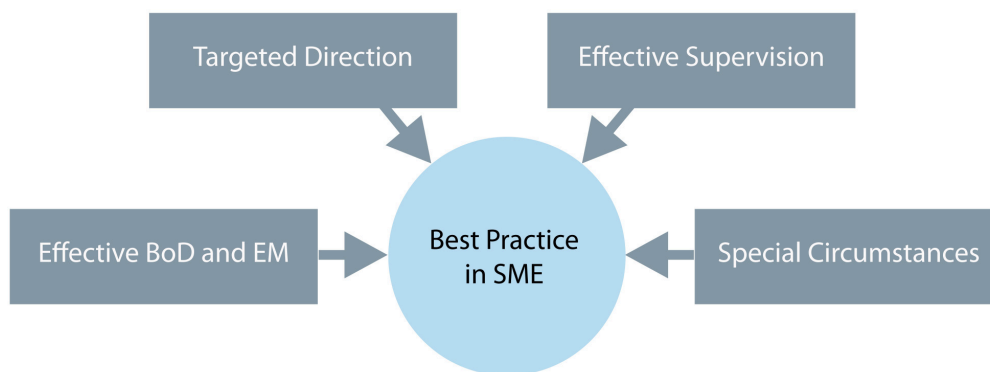 Targeted Direction
Effective Supervision
Effective BoD and EM
Best Practice
in SME
Special Circumstances